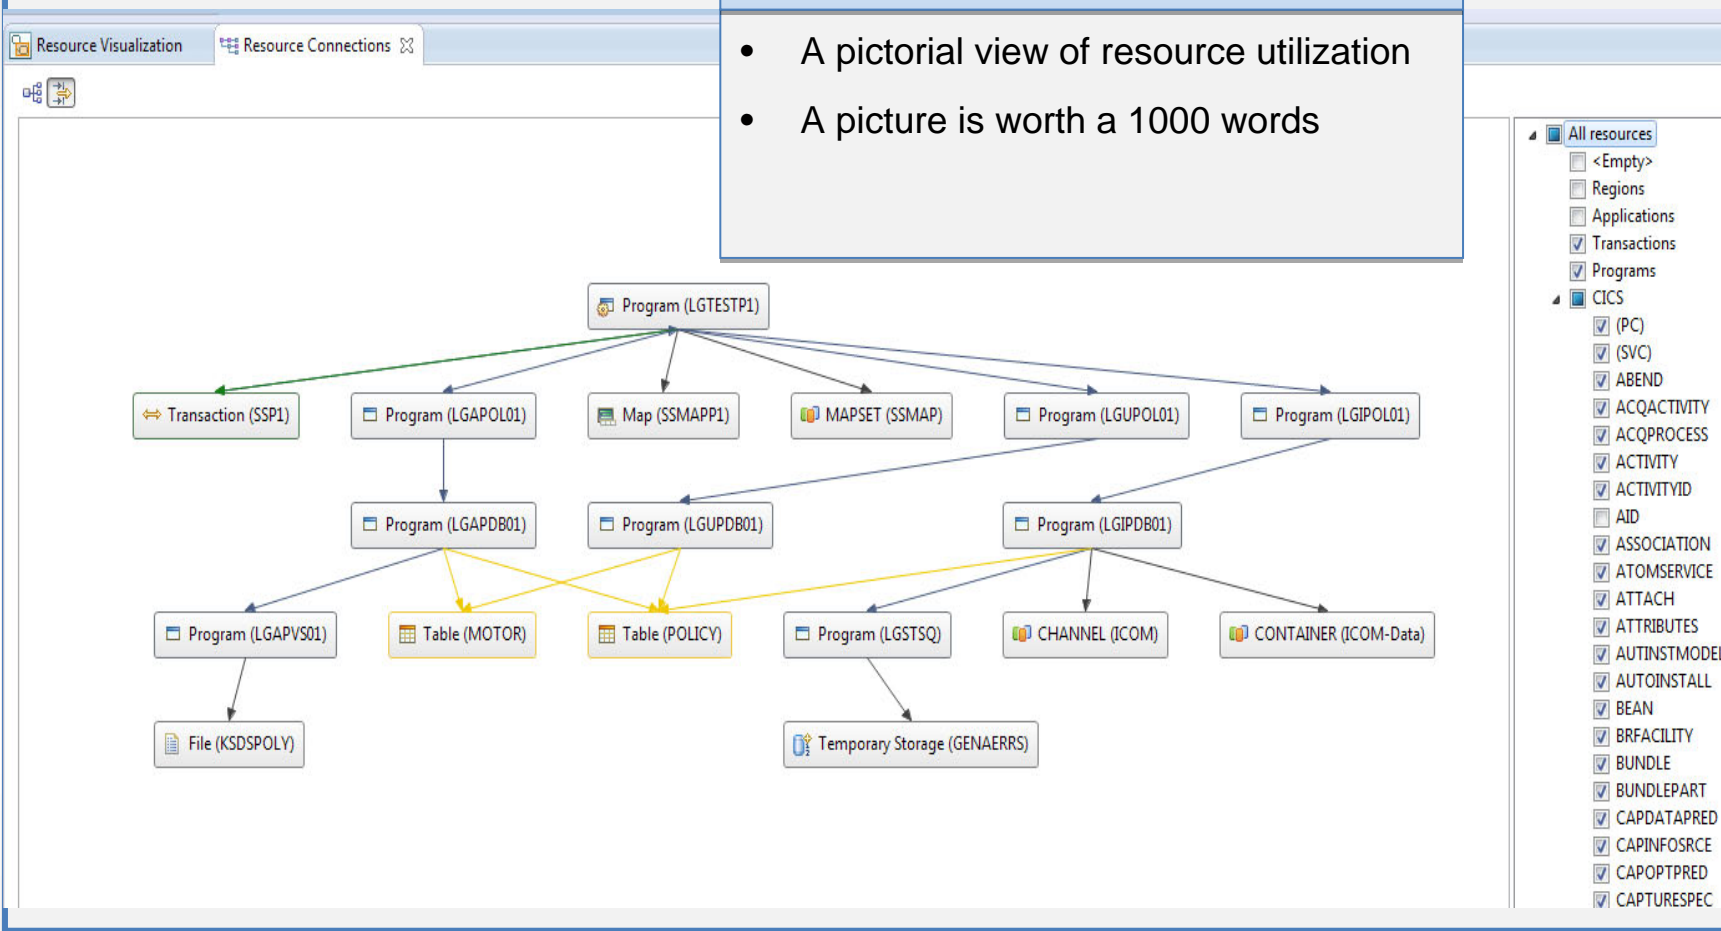 Resource Visualization
Resource Connections
• A pictorial view of resource utilization
• A picture is worth a 1000 words
All resources
<Empty>
Regions
Applications
Transactions
Programs
CICS
(PC)
(SVC)
ABEND
ACQACTIVITY
ACQPROCESS
ACTIVITY
ACTIVITYID
AID
ASSOCIATION
ATOMSERVICE
ATTACH
ATTRIBUTES
AUTINSTMODEL
AUTOINSTALL
BEAN
BRFACILITY
BUNDLE
BUNDLEPART
CAPDATAPRED
CAPINFOSRCE
CAPOPTPRED
CAPTURESPEC
Program (LGTESTP1)
Transaction (SSP1)
Program (LGAPOL01)
Map (SSMAPP1)
MAPSET (SSMAP)
Program (LGUPOL01)
Program (LGIPOL01)
Program (LGAPDB01)
Program (LGUPDB01)
Program (LGIPDB01)
Program (LGAPVS01)
Table (MOTOR)
Table (POLICY)
Program (LGSTSQ)
CHANNEL (ICOM)
CONTAINER (ICOM-Data)
File (KSDSPOLY)
Temporary Storage (GENAERRS)